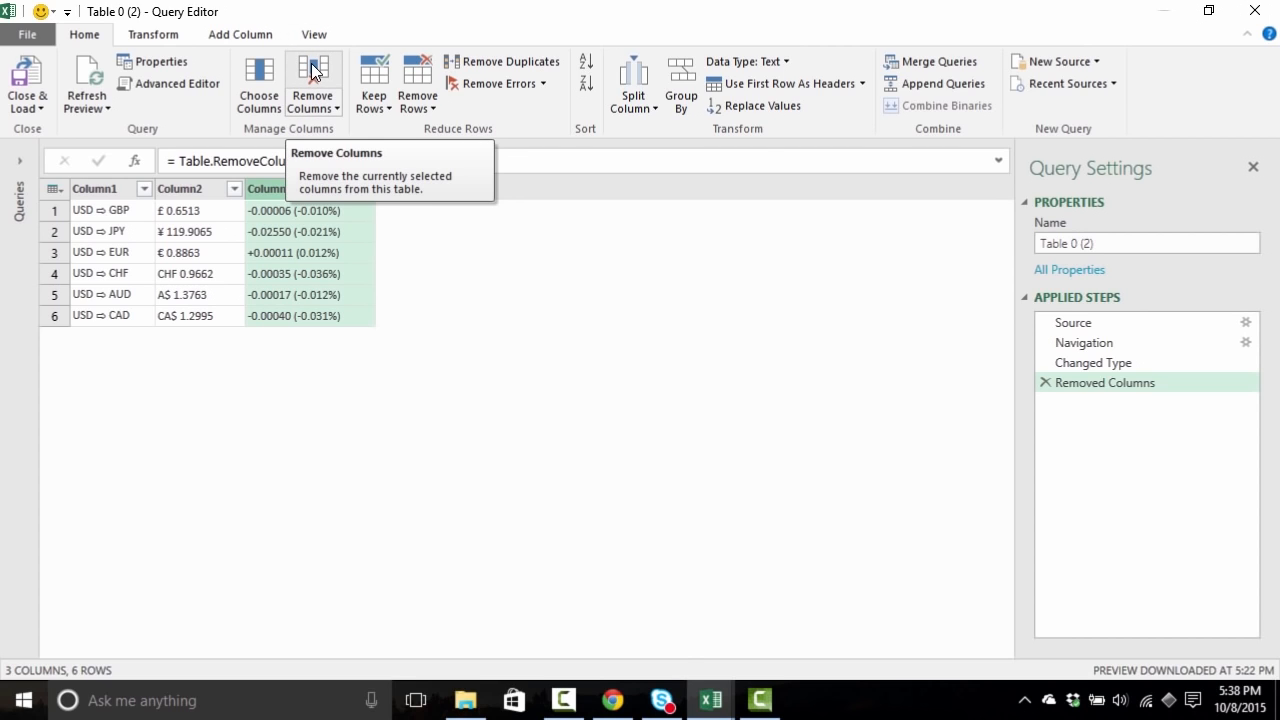 Table 0 (2) - Query Editor
File Home Transform Add Column View
Close & Load
Refresh Preview
Properties
Advanced Editor
Choose Columns
Remove Columns
Keep Rows
Remove Rows
Remove Duplicates
Remove Errors
Split Column
Group By
Data Type: Text
Use First Row As Headers
Replace Values
Merge Queries
Append Queries
Combine Binaries
New Source
Recent Sources
Close Query Manage Columns Reduce Rows Sort Transform Combine New Query
fx = Table.RemoveColu
Remove Columns
Remove the currently selected
columns from this table.
Queries
Column1 Column2 Column
1 USD ⇨ GBP £ 0.6513 -0.00006 (-0.010%)
2 USD ⇨ JPY ¥ 119.9065 -0.02550 (-0.021%)
3 USD ⇨ EUR € 0.8863 +0.00011 (0.012%)
4 USD ⇨ CHF CHF 0.9662 -0.00035 (-0.036%)
5 USD ⇨ AUD A$ 1.3763 -0.00017 (-0.012%)
6 USD ⇨ CAD CA$ 1.2995 -0.00040 (-0.031%)
Query Settings
PROPERTIES
Name
Table 0 (2)
All Properties
APPLIED STEPS
Source
Navigation
Changed Type
Removed Columns
3 COLUMNS, 6 ROWS
PREVIEW DOWNLOADED AT 5:22 PM
Ask me anything
5:38 PM
10/8/2015